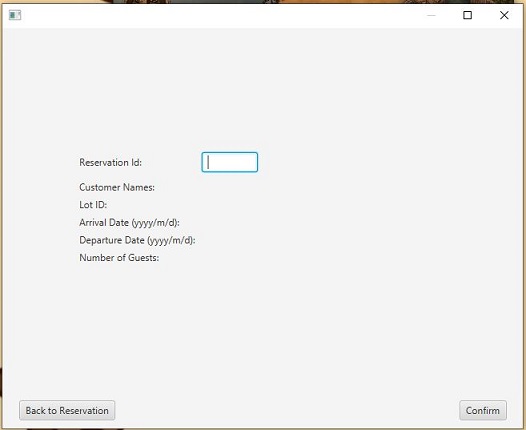 Reservation Id:
Customer Names:
Lot ID:
Arrival Date (yyyy/m/d):
Departure Date (yyyy/m/d):
Number of Guests:
Back to Reservation
Confirm